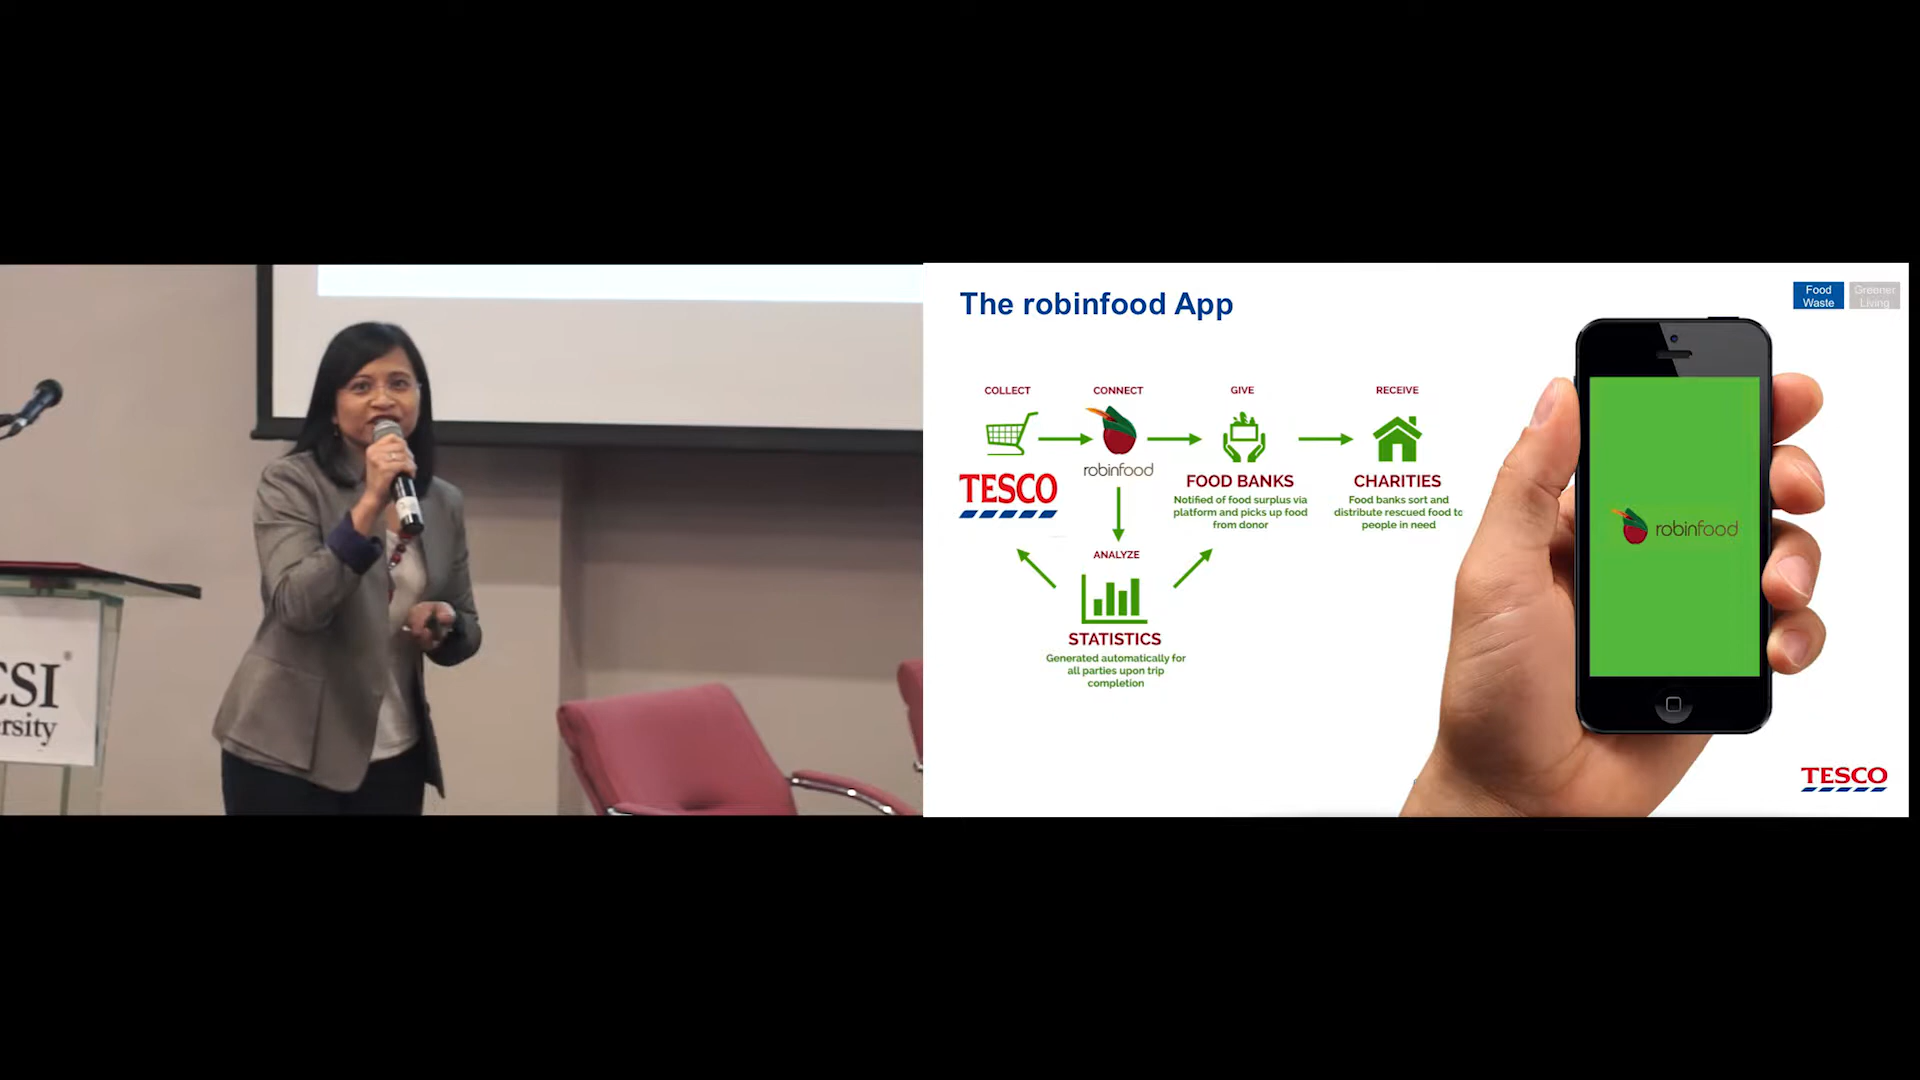 CSI
rsity
The robinfood App
Food
Waste
Greener
Living
COLLECT
CONNECT
GIVE
RECEIVE
robinfood
TESCO
FOOD BANKS
Notified of food surplus via
platform and picks up food
from donor
CHARITIES
Food banks sort and
distribute rescued food to
people in need
ANALYZE
STATISTICS
Generated automatically for
all parties upon trip
completion
robinfood
TESCO